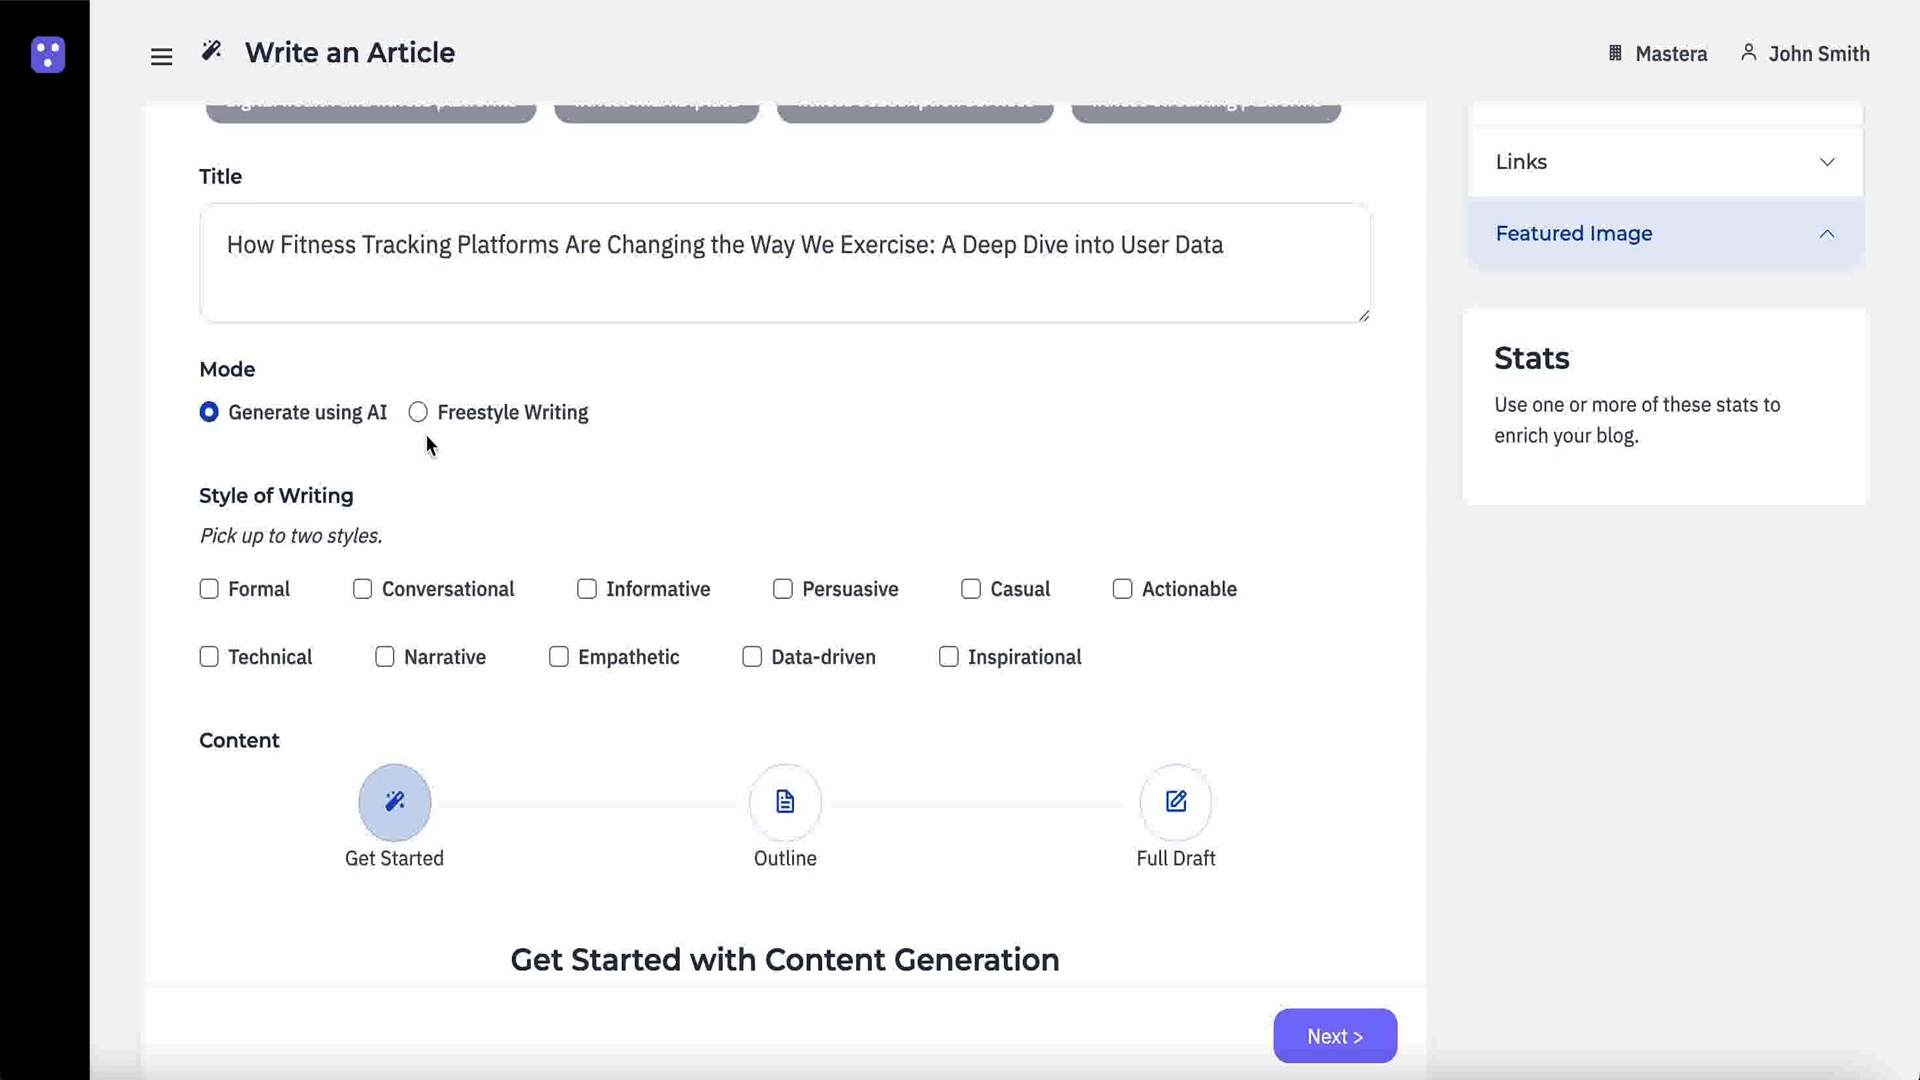 Write an Article
Mastera
John Smith
Title
How Fitness Tracking Platforms Are Changing the Way We Exercise: A Deep Dive into User Data
Mode
Generate using AI
Freestyle Writing
Style of Writing
Pick up to two styles.
Formal
Conversational
Informative
Persuasive
Casual
Actionable
Technical
Narrative
Empathetic
Data-driven
Inspirational
Content
Get Started
Outline
Full Draft
Get Started with Content Generation
Next >
Links
Featured Image
Stats
Use one or more of these stats to
enrich your blog.